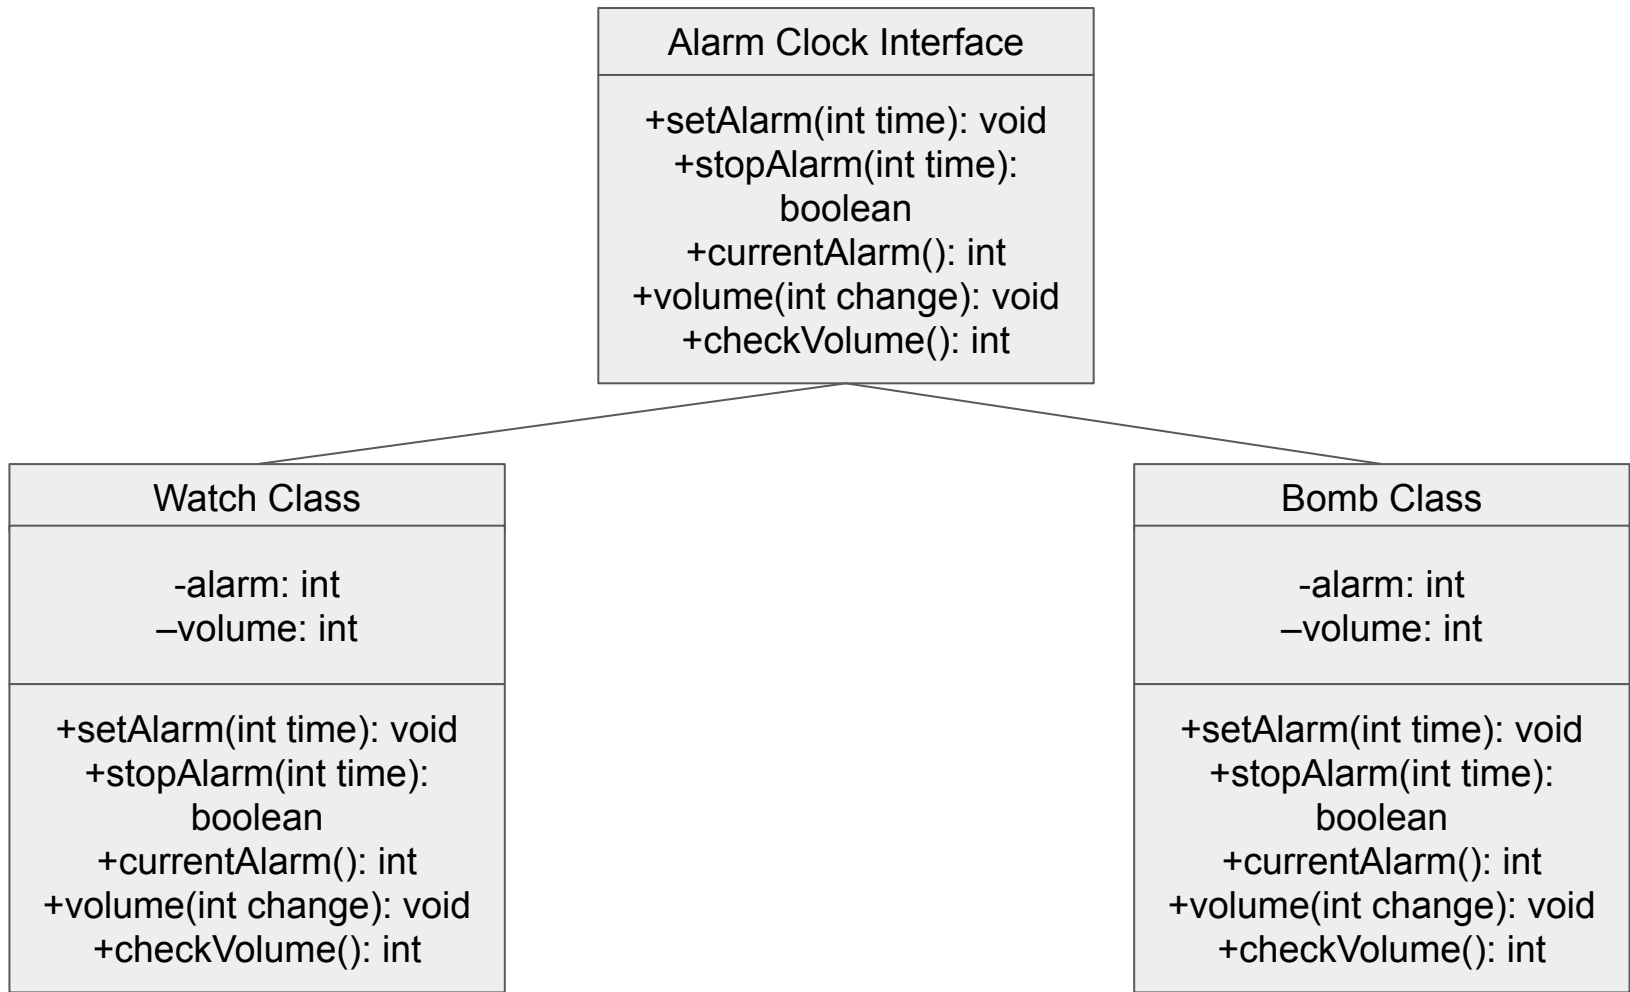 Alarm Clock Interface
+setAlarm(int time): void
+stopAlarm(int time):
boolean
+currentAlarm(): int
+volume(int change): void
+checkVolume(): int
Watch Class
-alarm: int
–volume: int
+setAlarm(int time): void
+stopAlarm(int time):
boolean
+currentAlarm(): int
+volume(int change): void
+checkVolume(): int
Bomb Class
-alarm: int
–volume: int
+setAlarm(int time): void
+stopAlarm(int time):
boolean
+currentAlarm(): int
+volume(int change): void
+checkVolume(): int